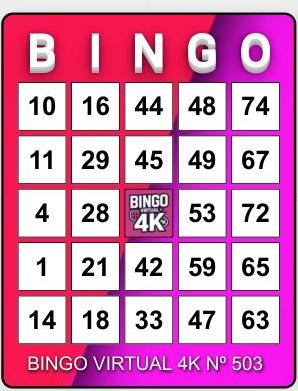 B I N G O
10 16 44 48 74
11 29 45 49 67
4 28 BINGO VIRTUAL 4K 53 72
1 21 42 59 65
14 18 33 47 63
BINGO VIRTUAL 4K Nº 503